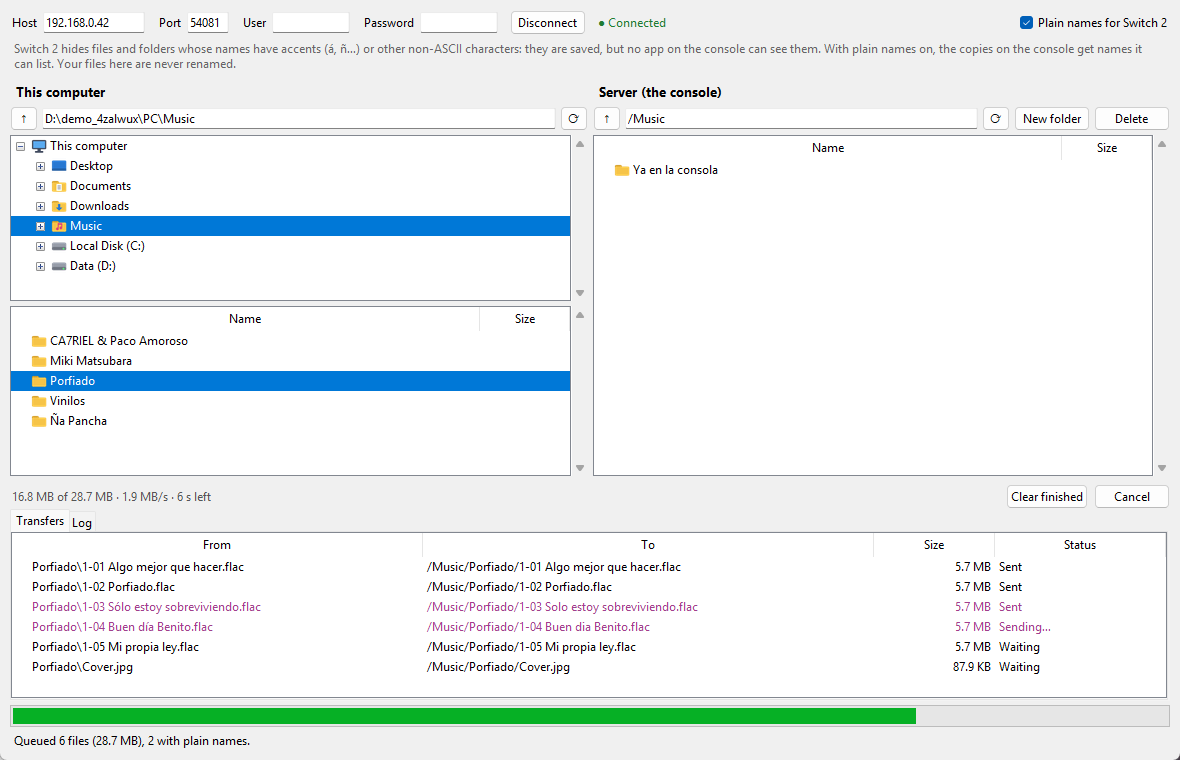 Host 192.168.0.42 Port 54081 User Password Disconnect ● Connected Plain names for Switch 2
Switch 2 hides files and folders whose names have accents (á, ñ...) or other non-ASCII characters: they are saved, but no app on the console can see them. With plain names on, the copies on the console get names it
can list. Your files here are never renamed.
This computer
↑ D:\demo_4zalwux\PC\Music
This computer
Desktop
Documents
Downloads
Music
Local Disk (C:)
Data (D:)
Name Size
CA7RIEL & Paco Amoroso
Miki Matsubara
Porfiado
Vinilos
Ña Pancha
Server (the console)
↑ /Music New folder Delete
Name Size
Ya en la consola
16.8 MB of 28.7 MB · 1.9 MB/s · 6 s left Clear finished Cancel
Transfers Log
From To Size Status
Porfiado\1-01 Algo mejor que hacer.flac /Music/Porfiado/1-01 Algo mejor que hacer.flac 5.7 MB Sent
Porfiado\1-02 Porfiado.flac /Music/Porfiado/1-02 Porfiado.flac 5.7 MB Sent
Porfiado\1-03 Sólo estoy sobreviviendo.flac /Music/Porfiado/1-03 Solo estoy sobreviviendo.flac 5.7 MB Sent
Porfiado\1-04 Buen día Benito.flac /Music/Porfiado/1-04 Buen dia Benito.flac 5.7 MB Sending...
Porfiado\1-05 Mi propia ley.flac /Music/Porfiado/1-05 Mi propia ley.flac 5.7 MB Waiting
Porfiado\Cover.jpg /Music/Porfiado/Cover.jpg 87.9 KB Waiting
Queued 6 files (28.7 MB), 2 with plain names.